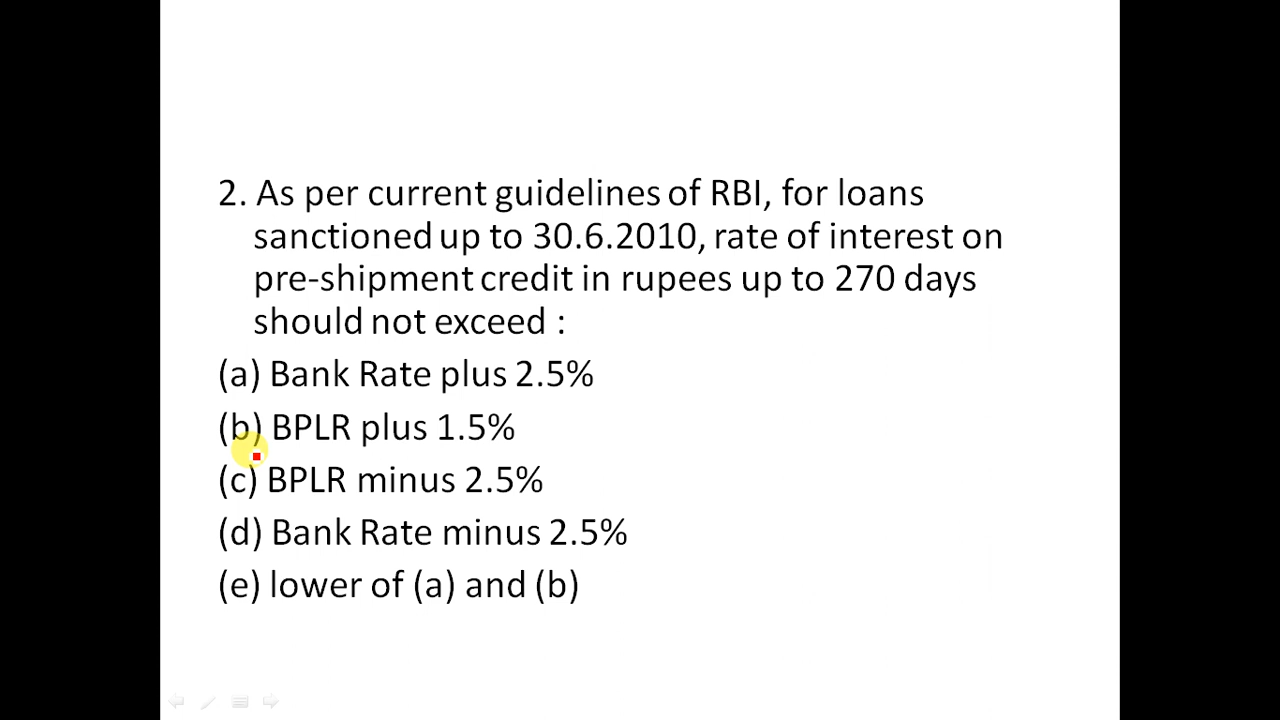 2. As per current guidelines of RBI, for loans
sanctioned up to 30.6.2010, rate of interest on
pre-shipment credit in rupees up to 270 days
should not exceed :
(a) Bank Rate plus 2.5%
(b) BPLR plus 1.5%
(c) BPLR minus 2.5%
(d) Bank Rate minus 2.5%
(e) lower of (a) and (b)